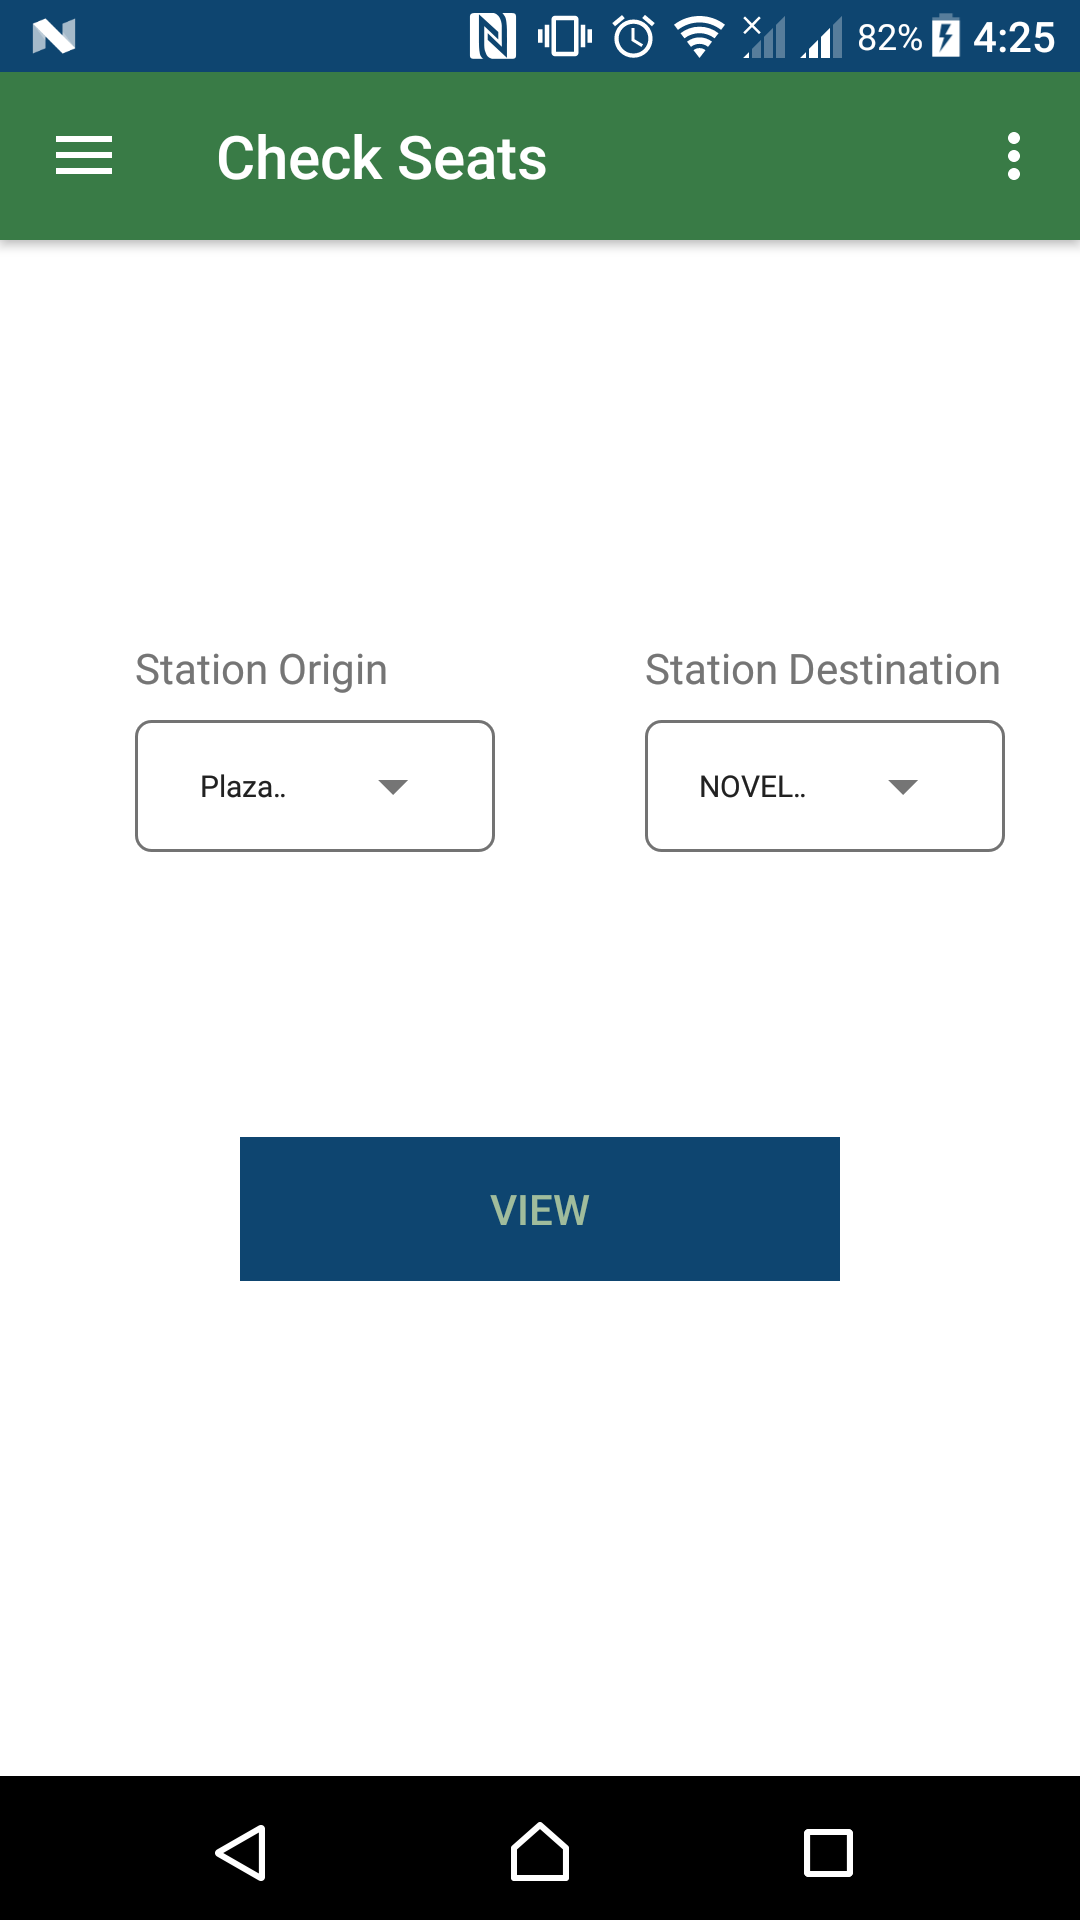 82% 4:25
Check Seats
Station Origin Station Destination
Plaza.. NOVEL..
VIEW